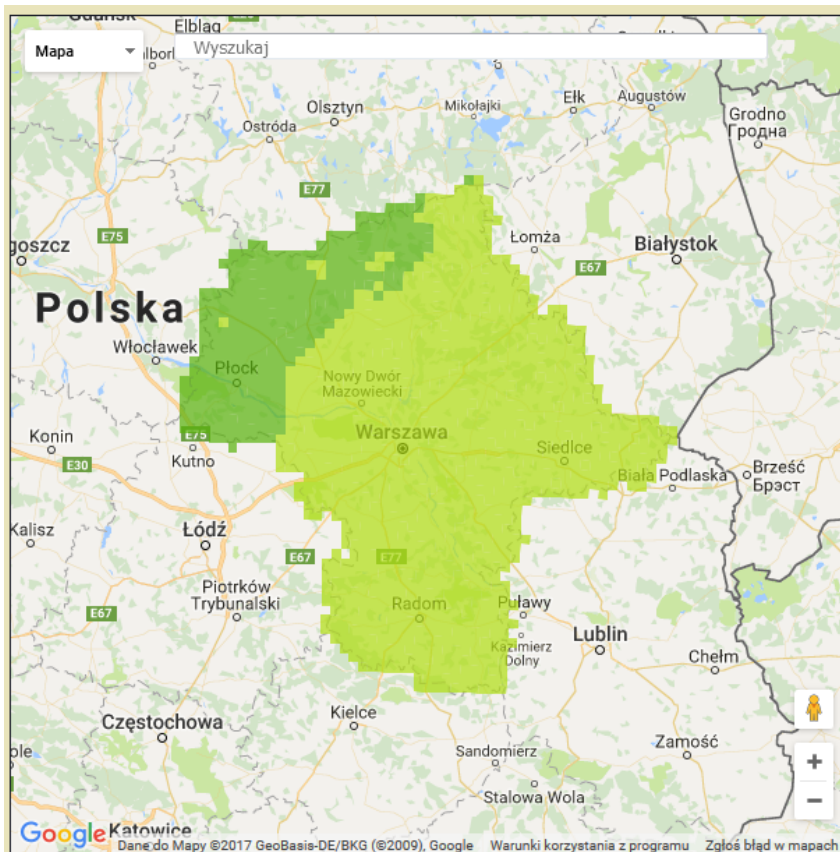 Gdańsk
Elbląg
Mapa
Wyszukaj
Malbork
Olsztyn
Mikołajki
Ełk
Augustów
Grodno
Гродна
Ostróda
E77
goszcz
E75
Łomża
Białystok
E67
Polska
Włocławek
Płock
Nowy Dwór
Mazowiecki
E75
Konin
Kutno
Warszawa
Siedlce
E30
Biała Podlaska
Brześć
Брэст
Kalisz
Łódź
E67
E77
Piotrków
Trybunalski
E67
Radom
Puławy
Kazimierz
Dolny
Lublin
Chełm
Kielce
Częstochowa
Sandomierz
Zamość
ole
Stalowa Wola
Google
Katowice
Dane do Mapy ©2017 GeoBasis-DE/BKG (©2009), Google
Warunki korzystania z programu
Zgłoś błąd w mapach